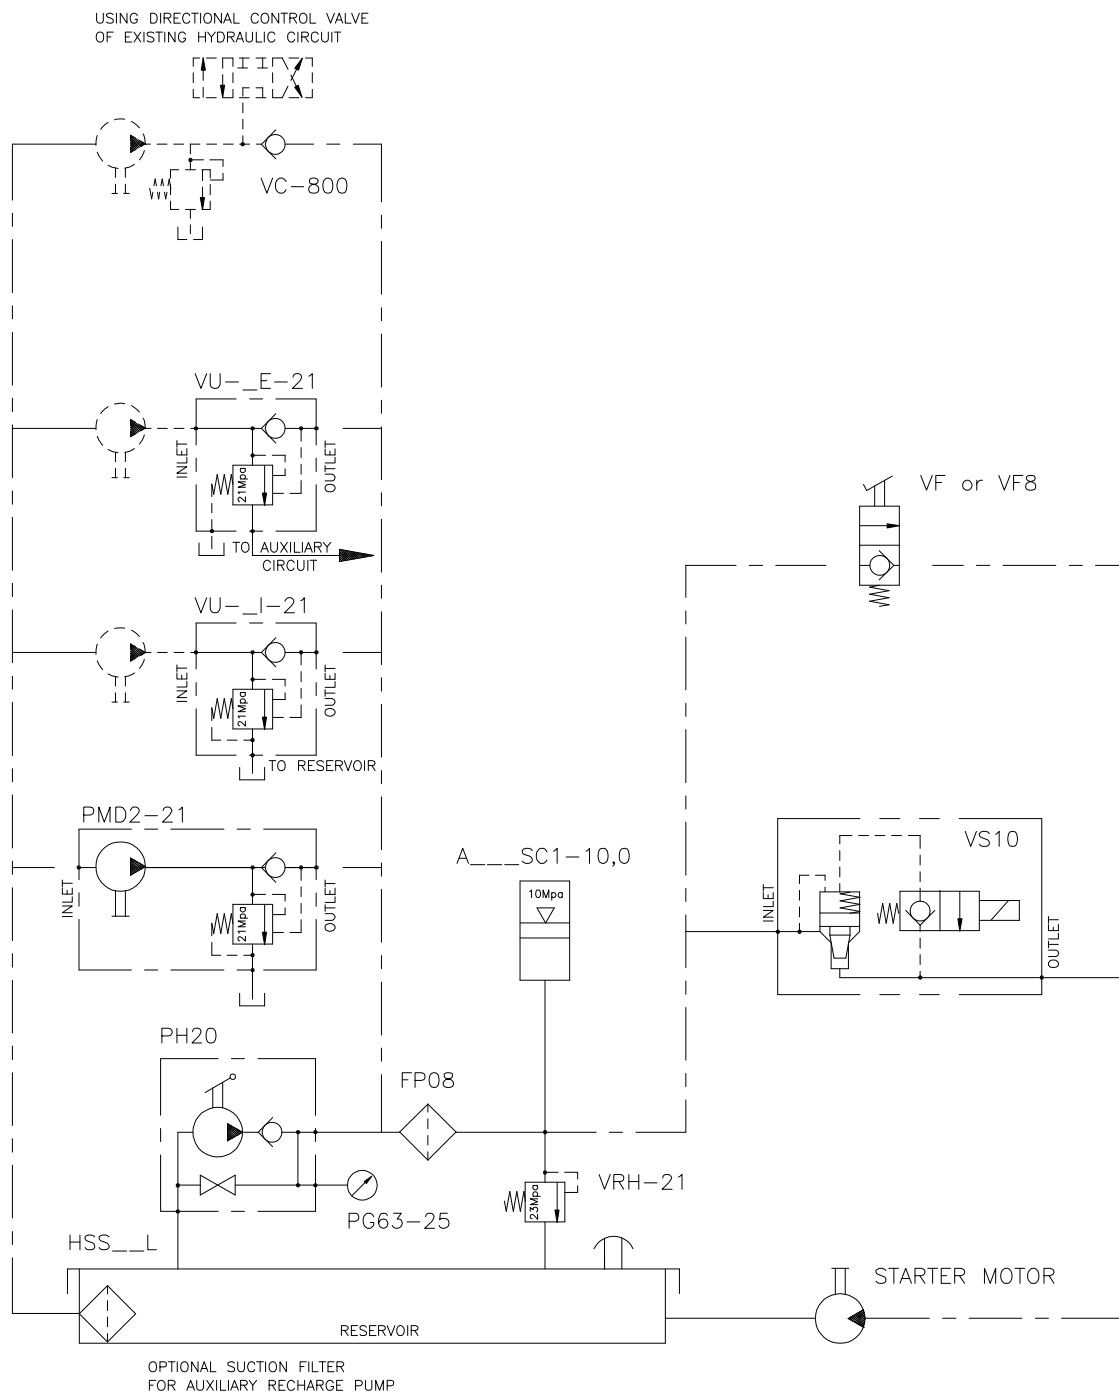 USING DIRECTIONAL CONTROL VALVE
OF EXISTING HYDRAULIC CIRCUIT
VC-800
VU-_E-21
INLET
21Mpa
OUTLET
TO AUXILIARY
CIRCUIT
VF or VF8
VU-_I-21
INLET
21Mpa
OUTLET
TO RESERVOIR
PMD2-21
INLET
21Mpa
OUTLET
A___SC1-10,0
10Mpa
VS10
INLET
OUTLET
PH20
FP08
VRH-21
23Mpa
PG63-25
HSS__L
STARTER MOTOR
RESERVOIR
OPTIONAL SUCTION FILTER
FOR AUXILIARY RECHARGE PUMP